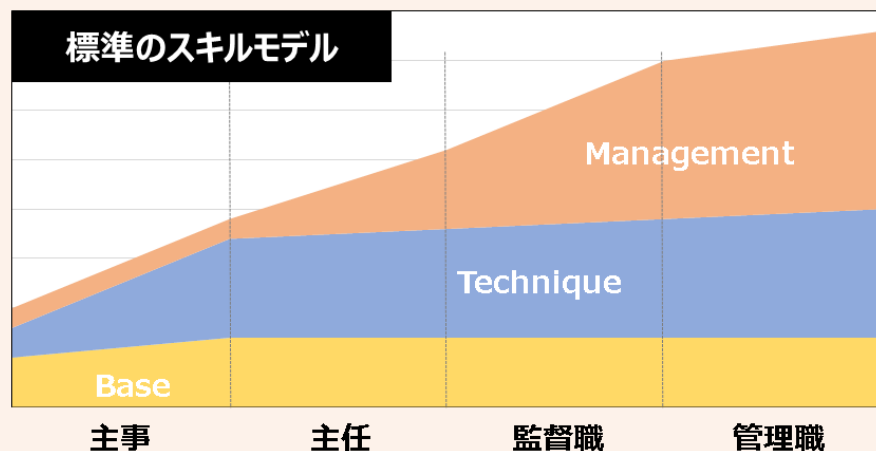 標準のスキルモデル
Management
Technique
Base
主事
主任
監督職
管理職